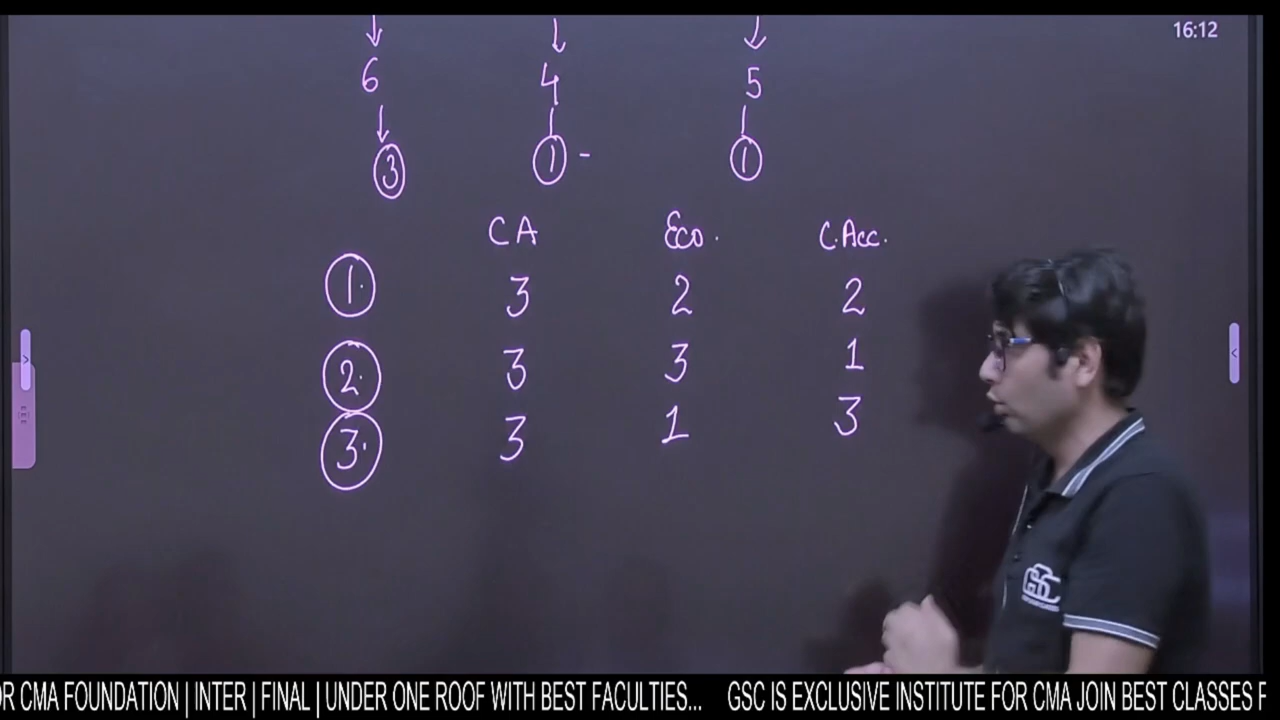 16:12
6 4 5
3 1 - 1
CA Eco. C.Acc.
1. 3 2 2
2. 3 3 1
3. 3 1 3
GSC
OR CMA FOUNDATION | INTER | FINAL | UNDER ONE ROOF WITH BEST FACULTIES... GSC IS EXCLUSIVE INSTITUTE FOR CMA JOIN BEST CLASSES F